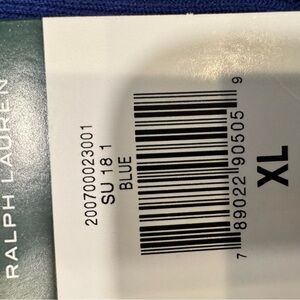 RALPH LAUREN
200700023001
SU 18 1
BLUE
7 89022 90505 9
XL